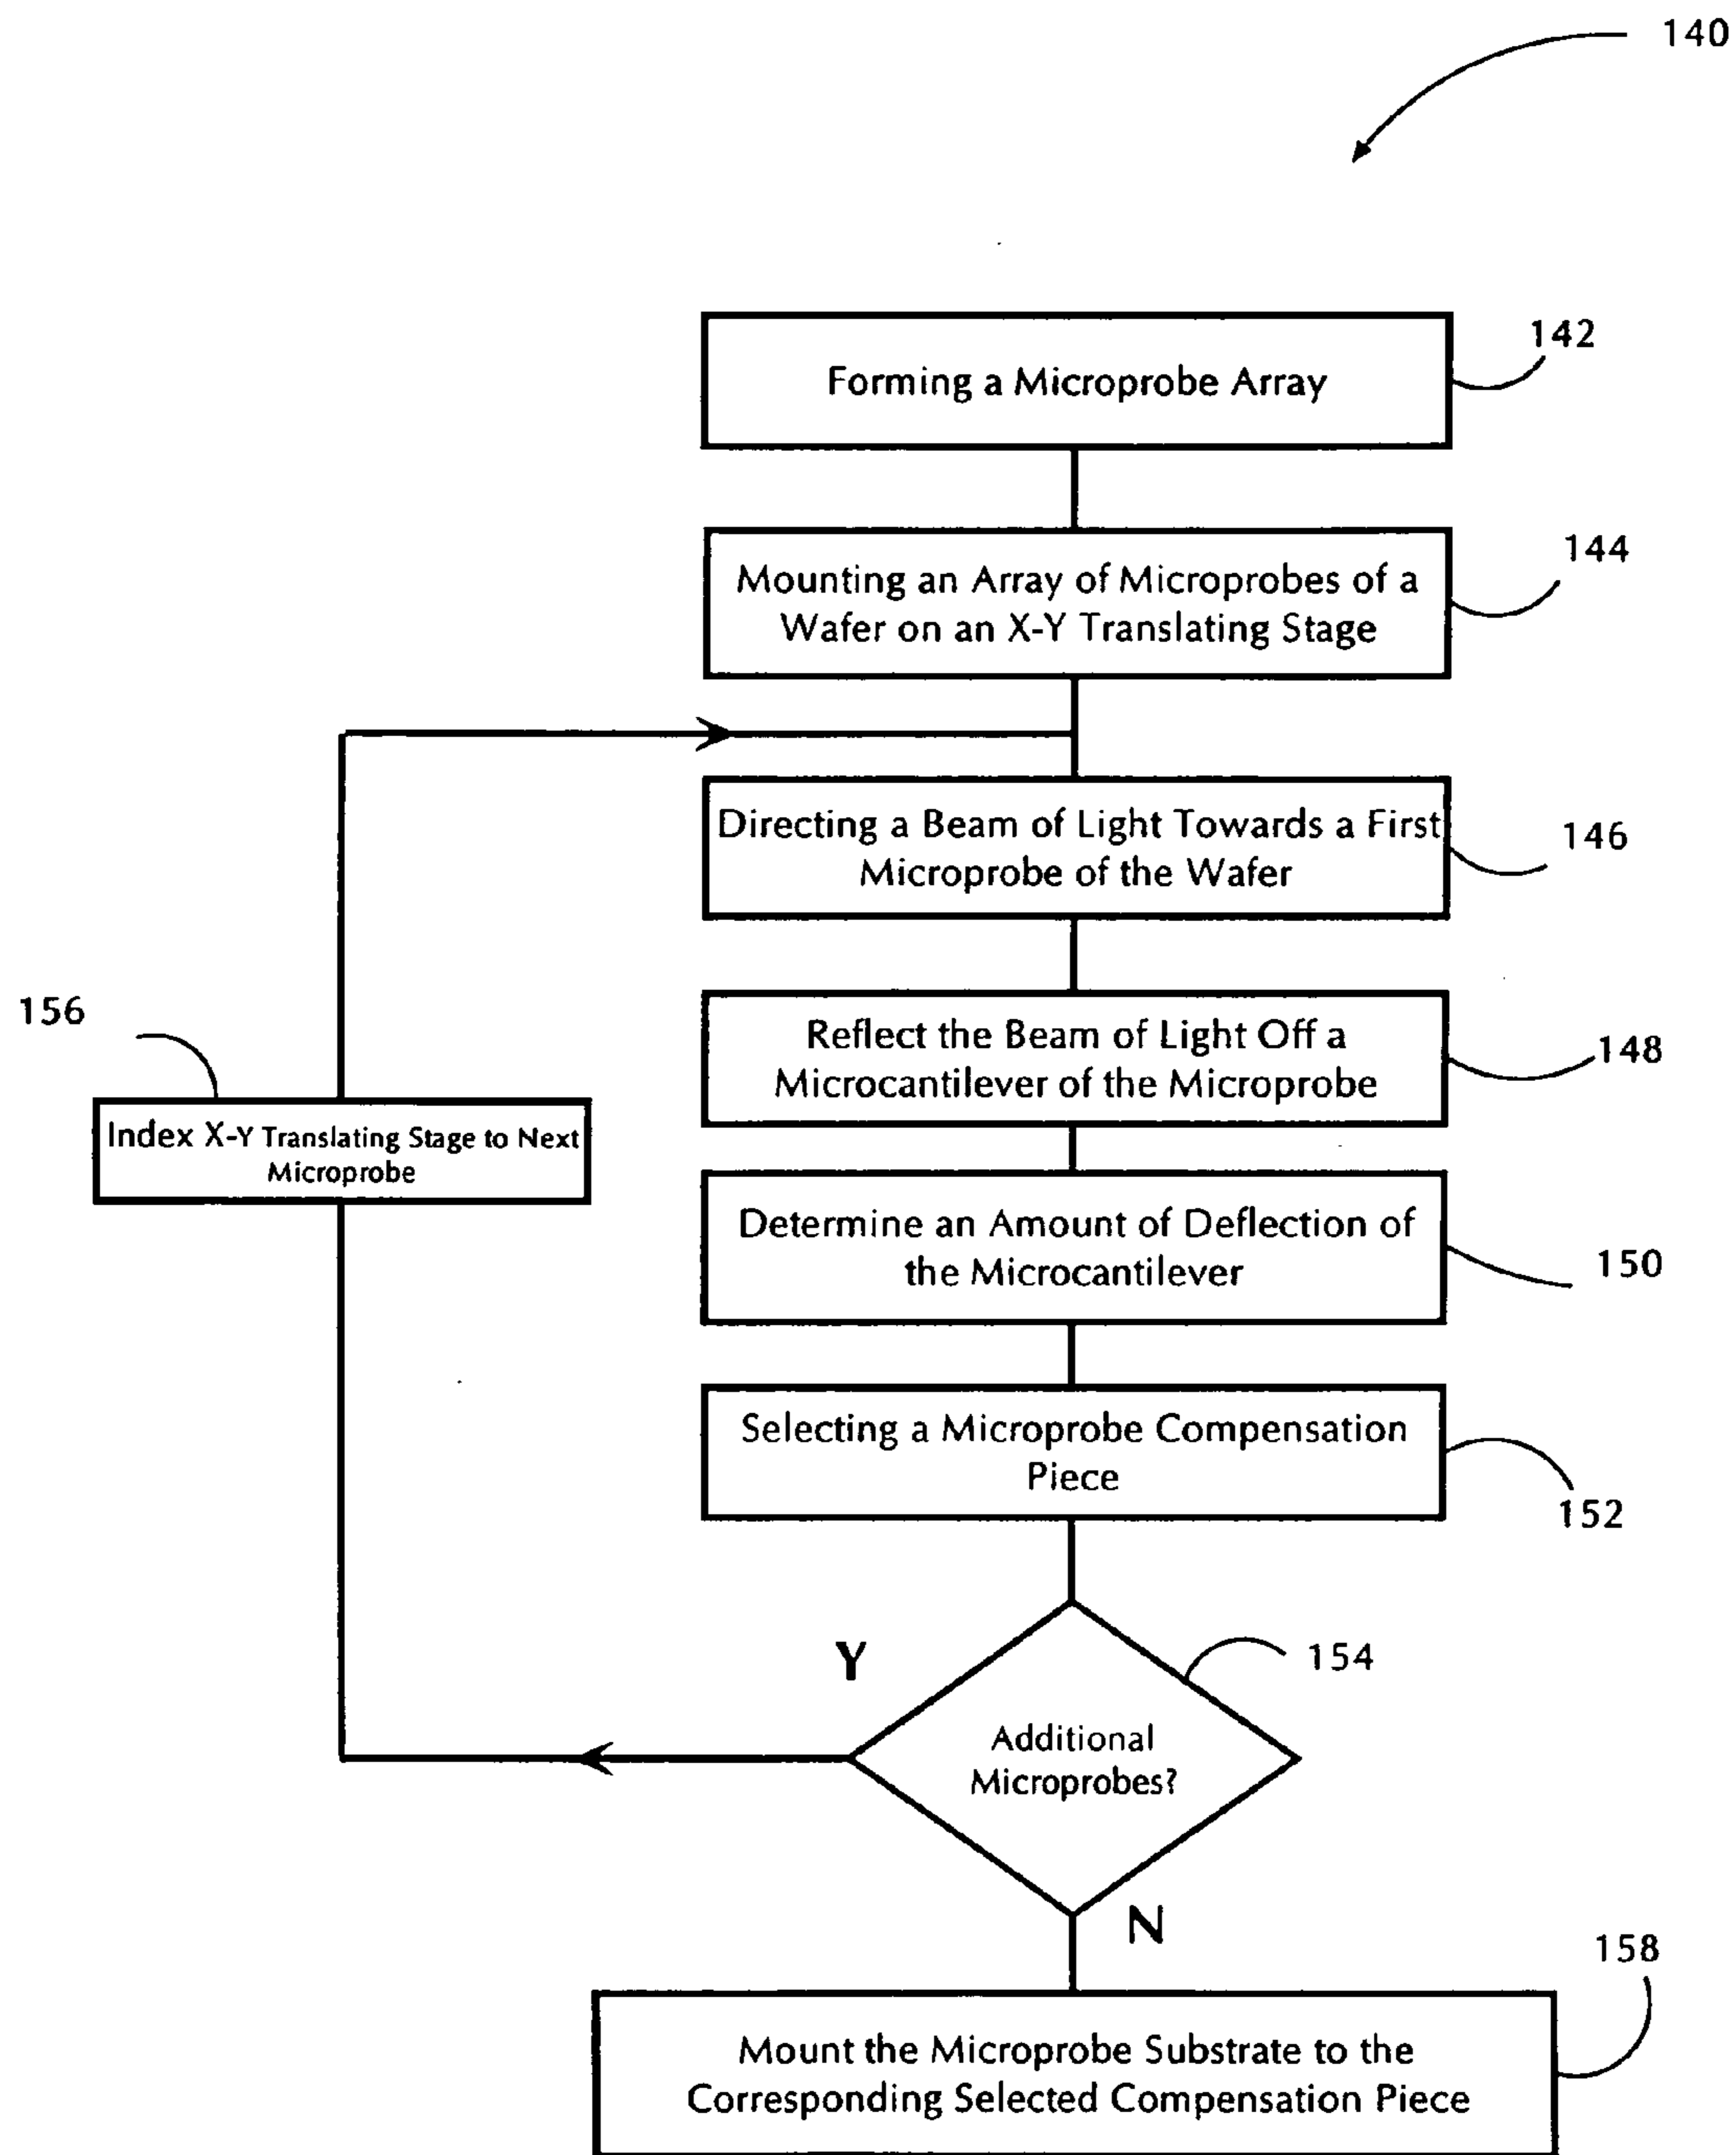 140
Forming a Microprobe Array
142
Mounting an Array of Microprobes of a
Wafer on an X-Y Translating Stage
144
Directing a Beam of Light Towards a First
Microprobe of the Wafer
146
Reflect the Beam of Light Off a
Microcantilever of the Microprobe
148
156
Index X-Y Translating Stage to Next
Microprobe
Determine an Amount of Deflection of
the Microcantilever
150
Selecting a Microprobe Compensation
Piece
152
Y
154
Additional
Microprobes?
N
158
Mount the Microprobe Substrate to the
Corresponding Selected Compensation Piece